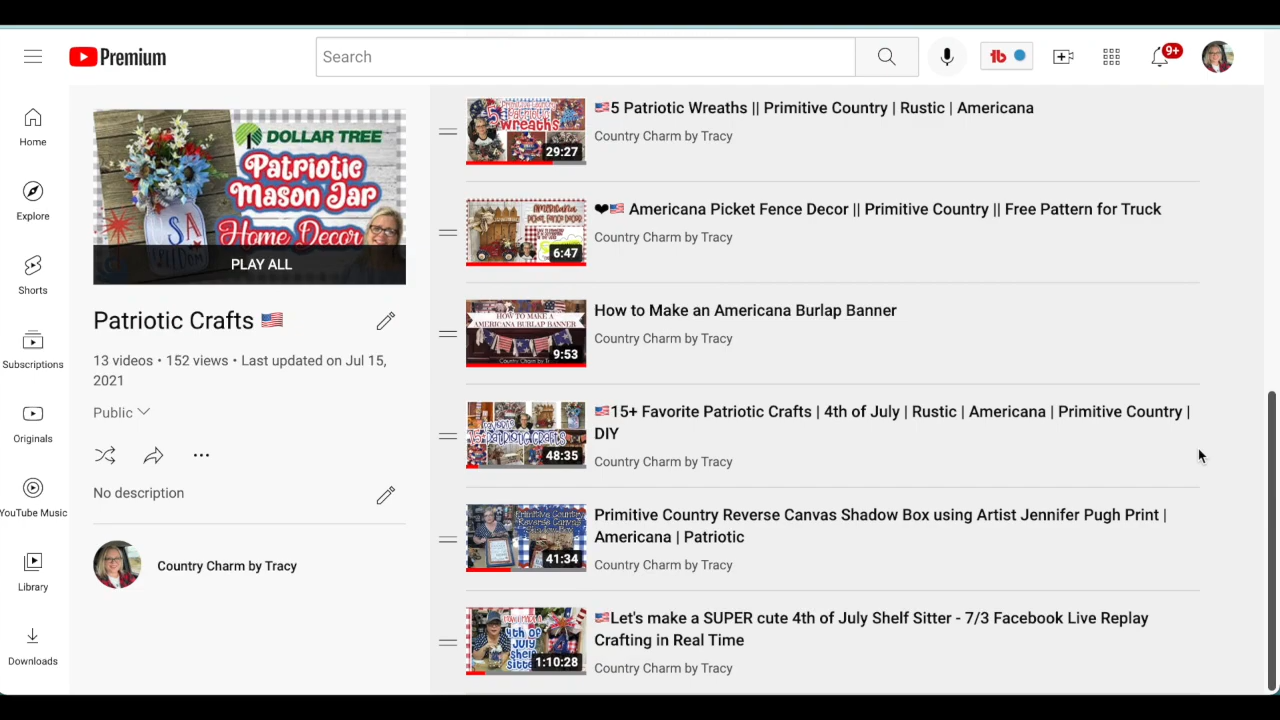 Premium
Search
9+
Home
Explore
Shorts
Subscriptions
Originals
YouTube Music
Library
Downloads
DOLLAR TREE
Patriotic
Mason Jar
Home Decor
PLAY ALL
Patriotic Crafts 🇺🇸
13 videos • 152 views • Last updated on Jul 15,
2021
Public
No description
Country Charm by Tracy
29:27
🇺🇸5 Patriotic Wreaths || Primitive Country | Rustic | Americana
Country Charm by Tracy
6:47
❤🇺🇸 Americana Picket Fence Decor || Primitive Country || Free Pattern for Truck
Country Charm by Tracy
HOW TO MAKE A
AMERICANA BURLAP BANNER
9:53
How to Make an Americana Burlap Banner
Country Charm by Tracy
48:35
🇺🇸15+ Favorite Patriotic Crafts | 4th of July | Rustic | Americana | Primitive Country |
DIY
Country Charm by Tracy
41:34
Primitive Country Reverse Canvas Shadow Box using Artist Jennifer Pugh Print |
Americana | Patriotic
Country Charm by Tracy
1:10:28
🇺🇸Let's make a SUPER cute 4th of July Shelf Sitter - 7/3 Facebook Live Replay
Crafting in Real Time
Country Charm by Tracy